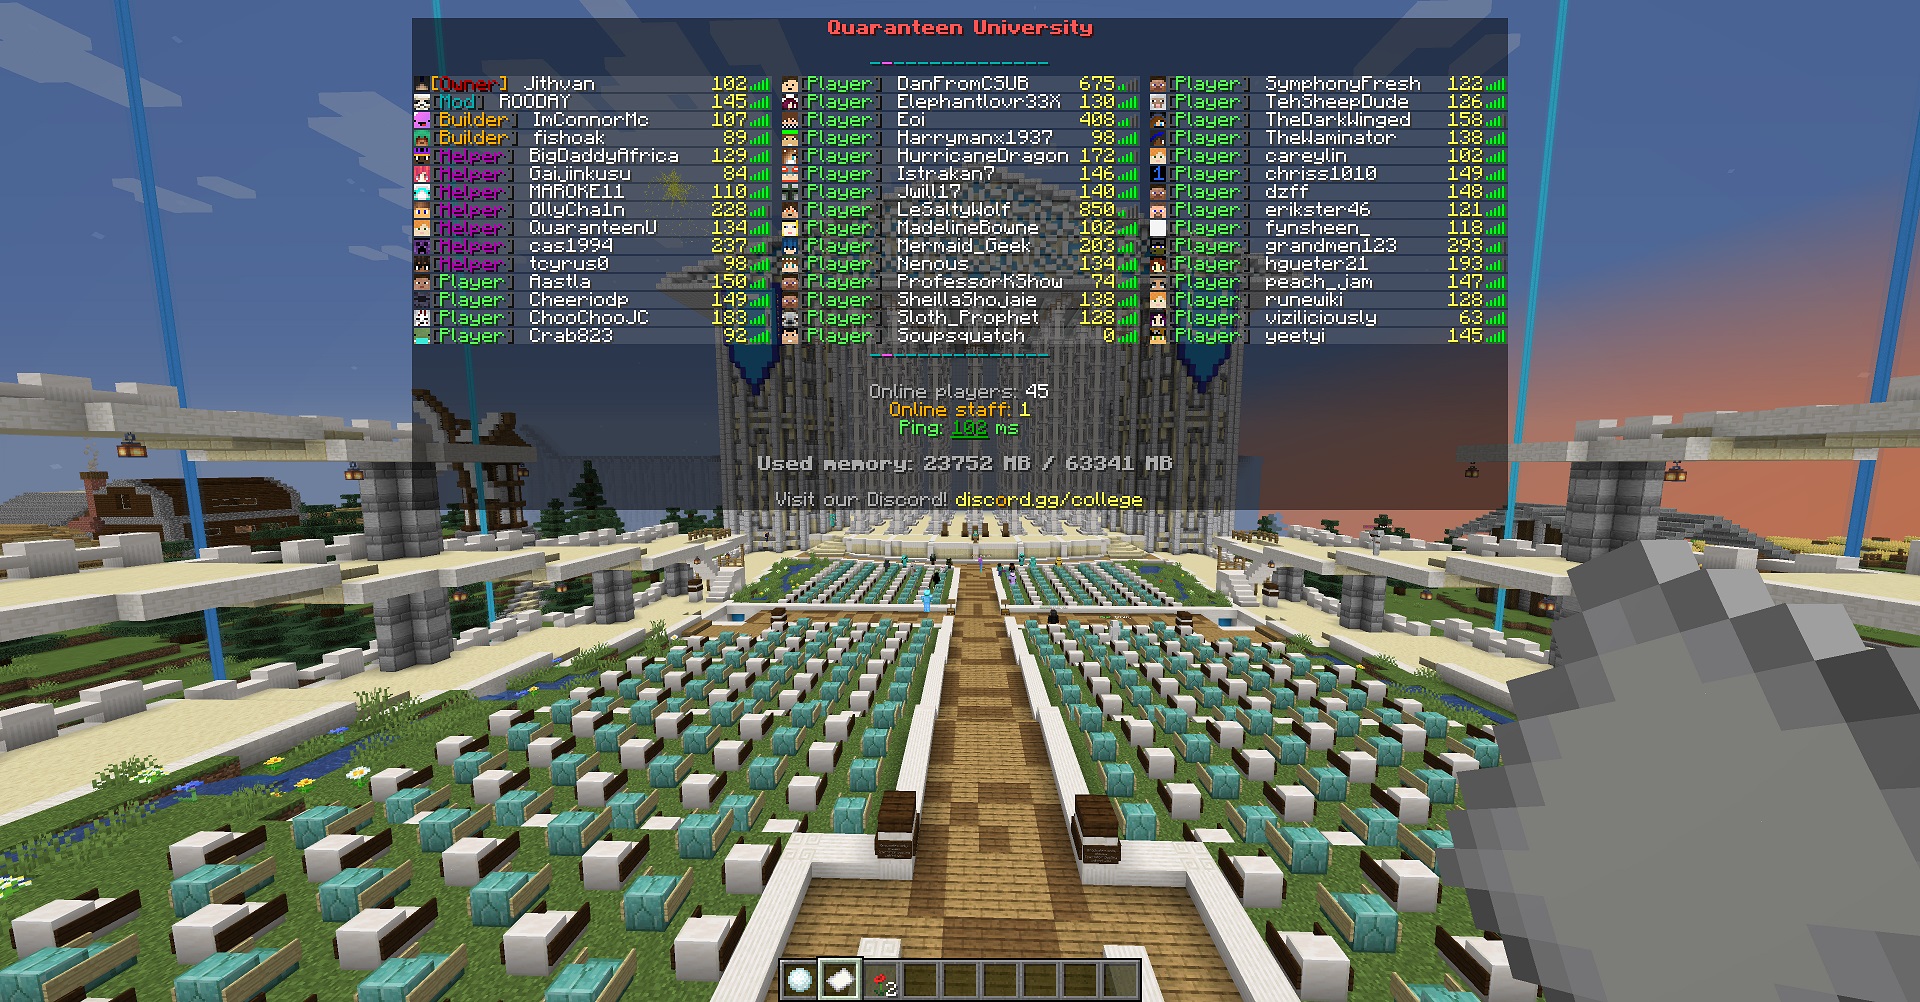 Quaranteen University
[Owner] Jithvan 102
[Mod] ROODAY 145
[Builder] ImConnorMc 107
[Builder] fishoak 89
[Helper] BigDaddyAfrica 129
[Helper] Gaijinkusu 84
[Helper] MAROKE11 110
[Helper] OllyCha1n 228
[Helper] QuaranteenU 134
[Helper] cas1994 237
[Helper] tcyrus0 98
[Player] Aastla 150
[Player] Cheeriodp 149
[Player] ChooChooJC 183
[Player] Crab823 92
[Player] DanFromCSUB 675
[Player] Elephantlovr33X 130
[Player] Eoi 408
[Player] Harrymanx1937 98
[Player] HurricaneDragon 172
[Player] Istrakan7 146
[Player] Jwill17 140
[Player] LeSaltyWolf 850
[Player] MadelineBowne 102
[Player] Mermaid_Geek 203
[Player] Nenous 134
[Player] ProfessorKShow 74
[Player] SheillaShojaie 138
[Player] Sloth_Prophet 128
[Player] Soupsquatch 0
[Player] SymphonyFresh 122
[Player] TehSheepDude 126
[Player] TheDarkWinged 158
[Player] TheWaminator 138
[Player] careylin 102
[Player] chriss1010 149
[Player] dzff 148
[Player] erikster46 121
[Player] fynsheen_ 118
[Player] grandmen123 293
[Player] hgueter21 193
[Player] peach_jam 147
[Player] runewiki 128
[Player] viziliciously 63
[Player] yeetyi 145
Online players: 45
Online staff: 1
Ping: 102 ms
Used memory: 23752 MB / 63341 MB
Visit our Discord! discord.gg/college
2